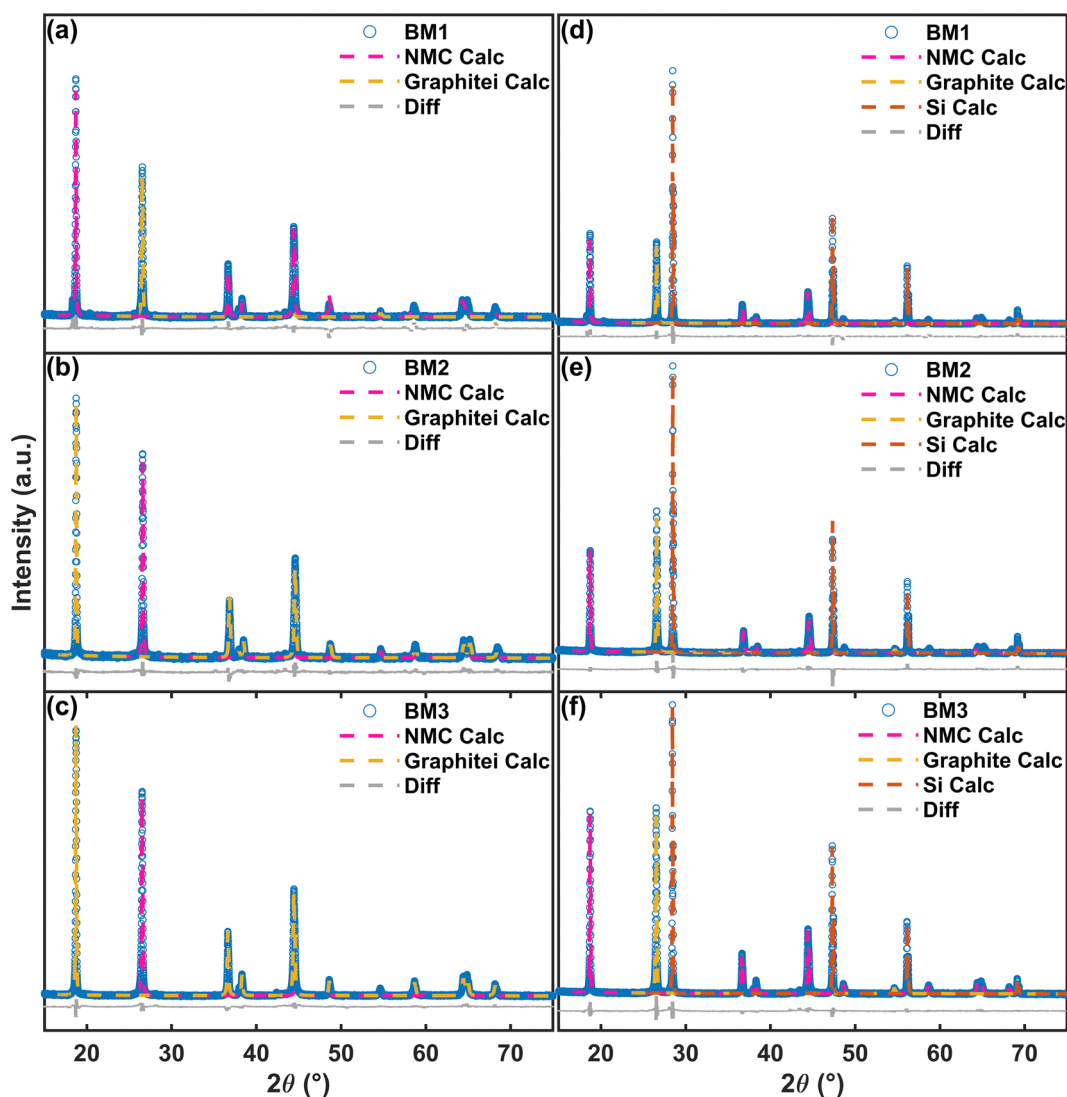 (a)
BM1
NMC Calc
Graphitei Calc
Diff
(b)
BM2
NMC Calc
Graphitei Calc
Diff
(c)
BM3
NMC Calc
Graphitei Calc
Diff
(d)
BM1
NMC Calc
Graphite Calc
Si Calc
Diff
(e)
BM2
NMC Calc
Graphite Calc
Si Calc
Diff
(f)
BM3
NMC Calc
Graphite Calc
Si Calc
Diff
Intensity (a.u.)
20 30 40 50 60 70
2θ (°)
20 30 40 50 60 70
2θ (°)